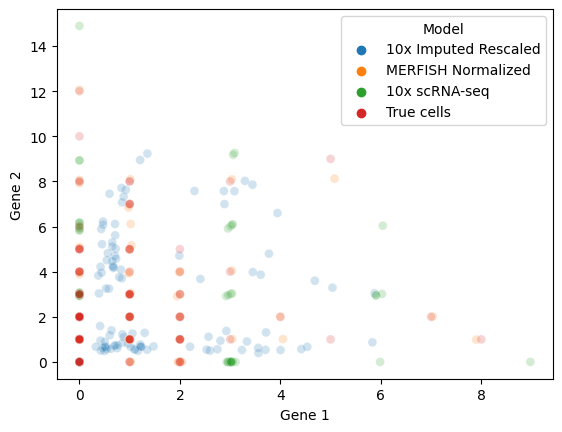 Model
10x Imputed Rescaled
MERFISH Normalized
10x scRNA-seq
True cells
14
12
10
8
6
4
2
0
Gene 2
0 2 4 6 8
Gene 1